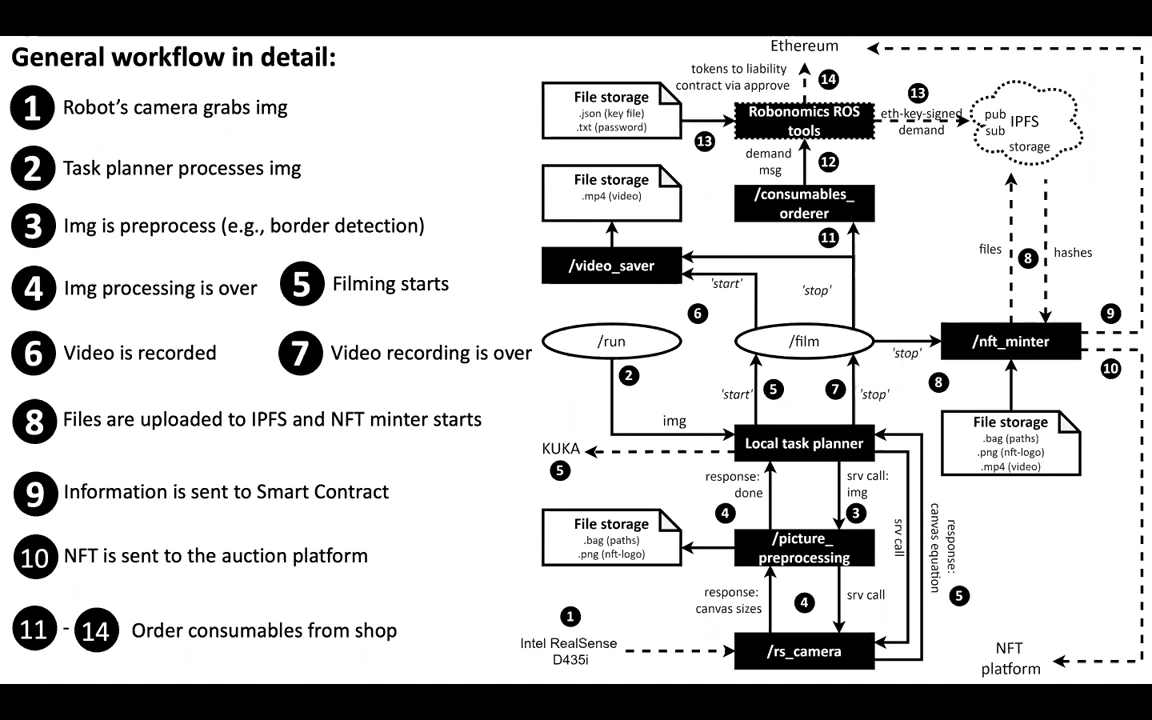 General workflow in detail:
1 Robot's camera grabs img
2 Task planner processes img
3 Img is preprocess (e.g., border detection)
4 Img processing is over
5 Filming starts
6 Video is recorded
7 Video recording is over
8 Files are uploaded to IPFS and NFT minter starts
9 Information is sent to Smart Contract
10 NFT is sent to the auction platform
11 - 14 Order consumables from shop
Ethereum
tokens to liability
contract via approve
14
File storage
.json (key file)
.txt (password)
13
Robonomics ROS
tools
13
eth-key-signed
demand
pub
sub
IPFS
storage
demand
msg
12
File storage
.mp4 (video)
/consumables_
orderer
11
/video_saver
'start'
'stop'
files
8
hashes
6
9
/run
/film
'stop'
/nft_minter
10
2
'start'
5
7
'stop'
8
img
File storage
.bag (paths)
.png (nft-logo)
.mp4 (video)
KUKA
5
Local task planner
response:
done
srv call:
img
4
3
File storage
.bag (paths)
.png (nft-logo)
/picture_
preprocessing
srv call
response:
canvas equation
5
response:
canvas sizes
4
srv call
1
Intel RealSense
D435i
/rs_camera
NFT
platform